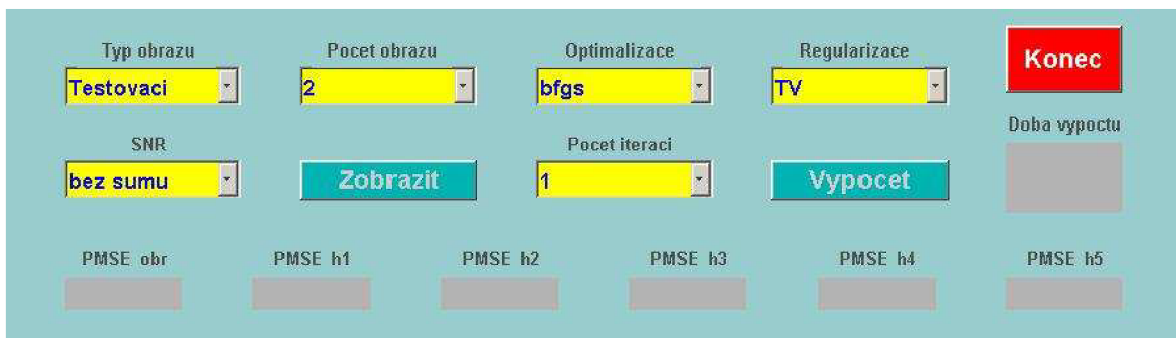 Typ obrazu Pocet obrazu Optimalizace Regularizace
Konec
Testovaci 2 bfgs TV
Doba vypoctu
SNR Pocet iteraci
bez sumu Zobrazit 1 Vypocet
PMSE obr PMSE h1 PMSE h2 PMSE h3 PMSE h4 PMSE h5